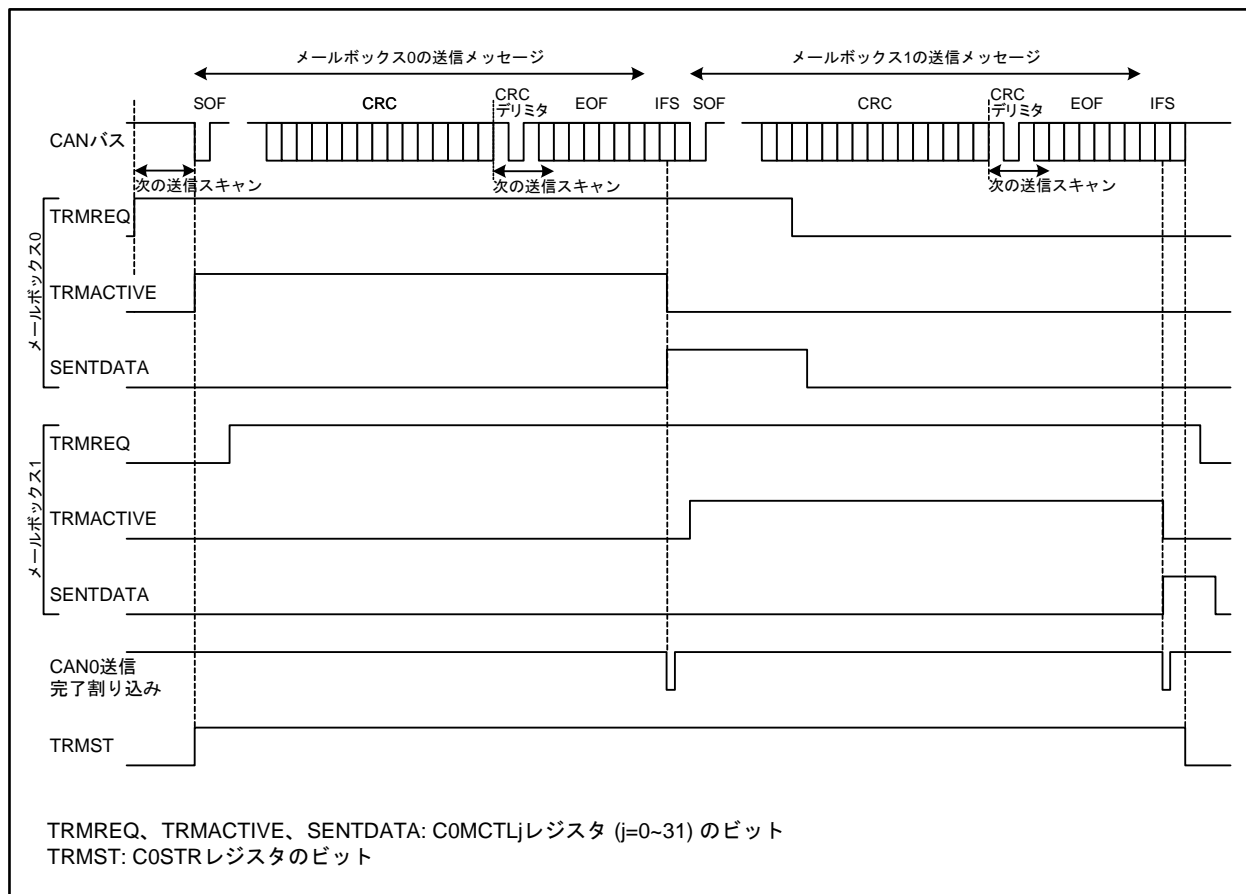 メールボックス0の送信メッセージ
メールボックス1の送信メッセージ
SOF
CRC
CRC
デリミタ
EOF
IFS
SOF
CRC
CRC
デリミタ
EOF
IFS
CANバス
次の送信スキャン
次の送信スキャン
次の送信スキャン
メールボックス0
TRMREQ
TRMACTIVE
SENTDATA
メールボックス1
TRMREQ
TRMACTIVE
SENTDATA
CAN0送信
完了割り込み
TRMST
TRMREQ、TRMACTIVE、SENTDATA: C0MCTLjレジスタ (j=0~31) のビット
TRMST: C0STRレジスタのビット